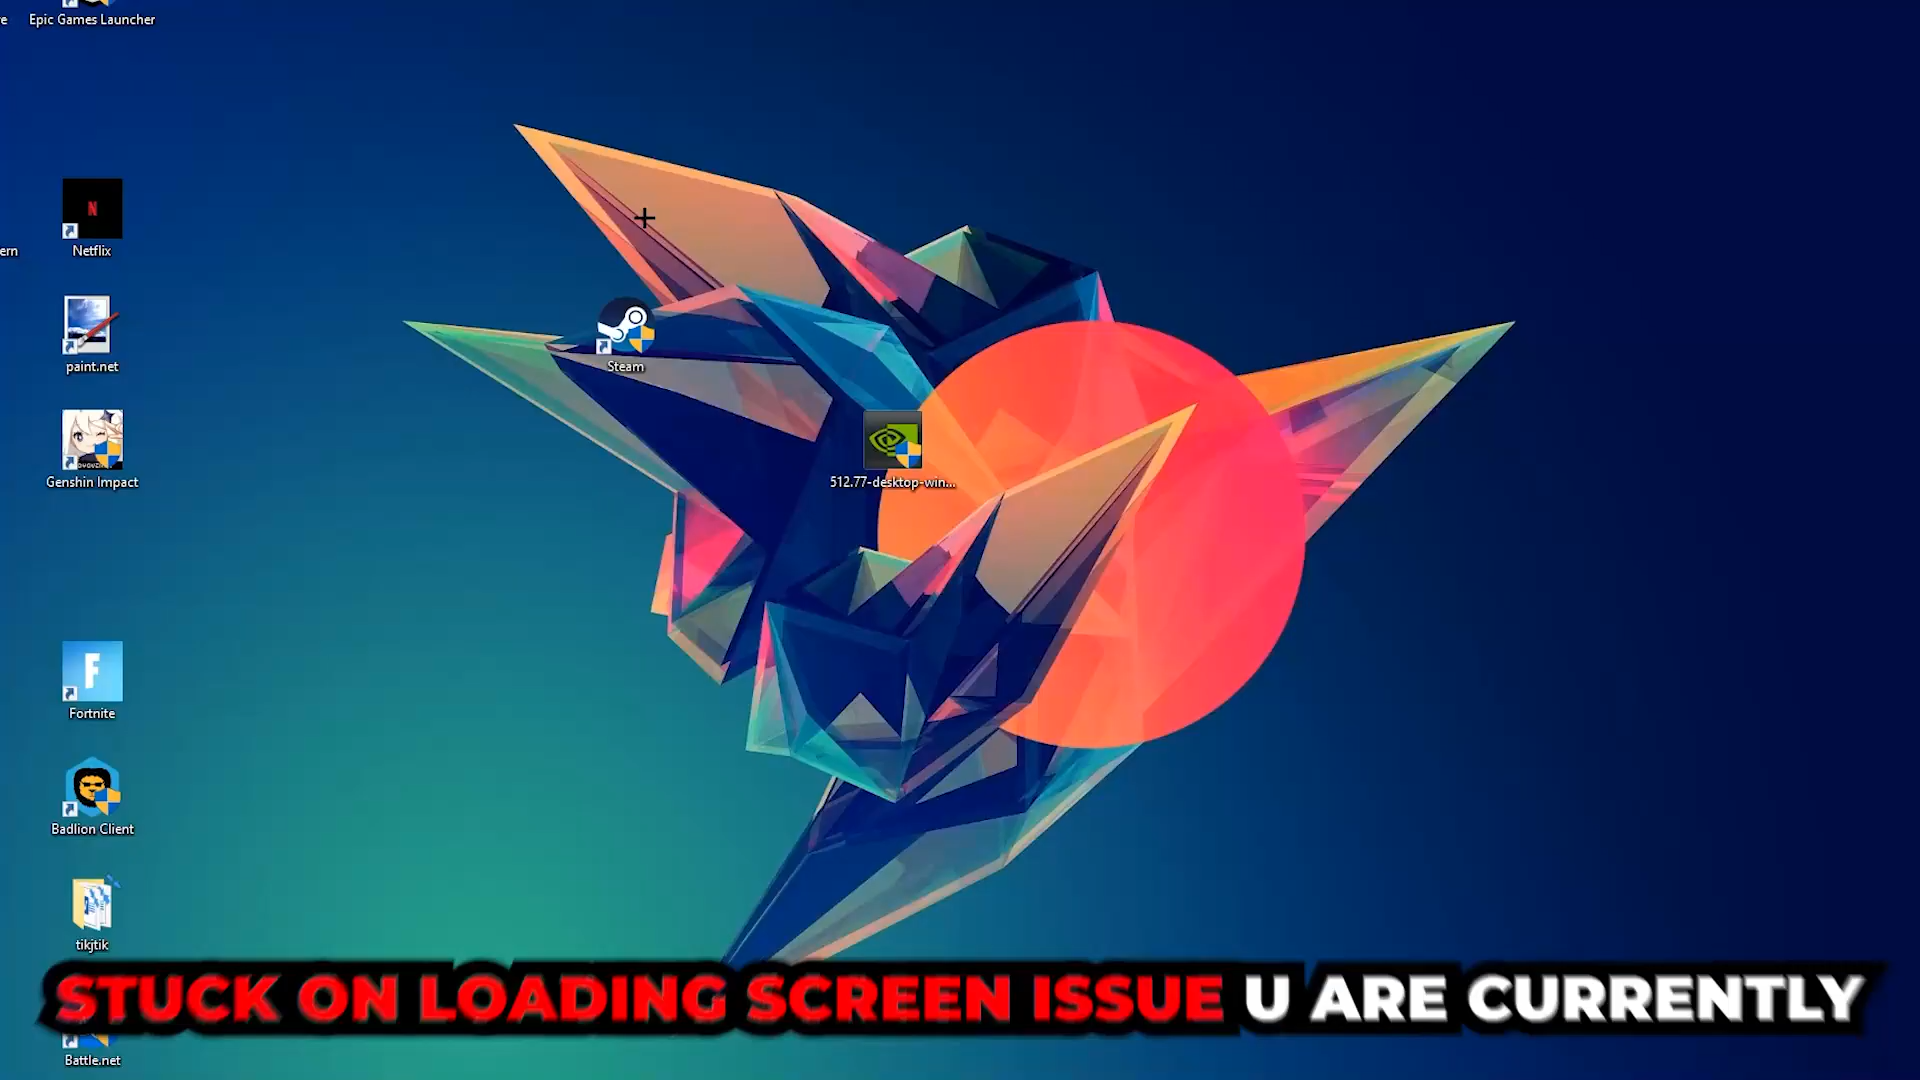 Epic Games Launcher
ern
Netflix
paint.net
Steam
Genshin Impact
512.77-desktop-win...
F
Fortnite
Badlion Client
tikjtik
STUCK ON LOADING SCREEN ISSUE U ARE CURRENTLY
Battle.net